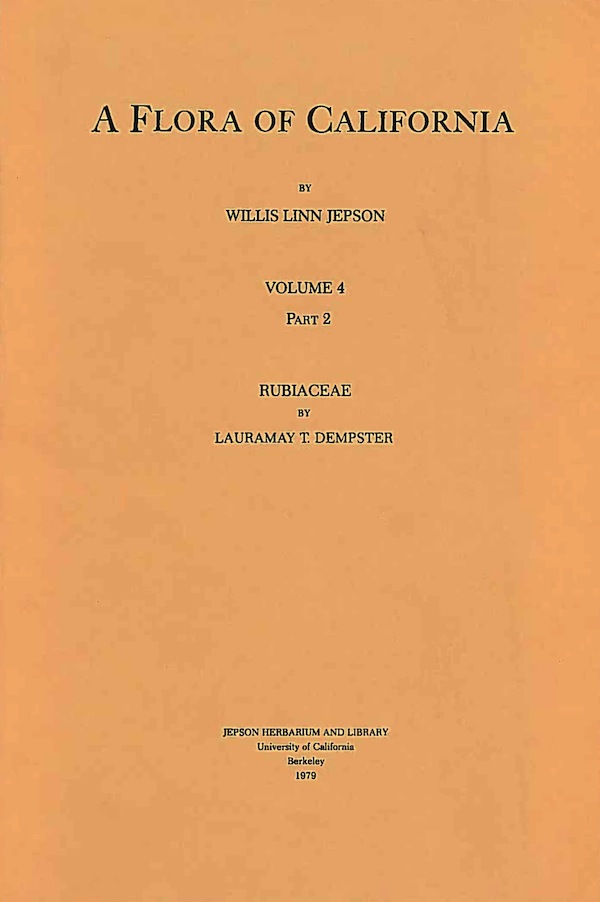 A FLORA OF CALIFORNIA
BY
WILLIS LINN JEPSON
VOLUME 4
PART 2
RUBIACEAE
BY
LAURAMAY T. DEMPSTER
JEPSON HERBARIUM AND LIBRARY
University of California
Berkeley
1979